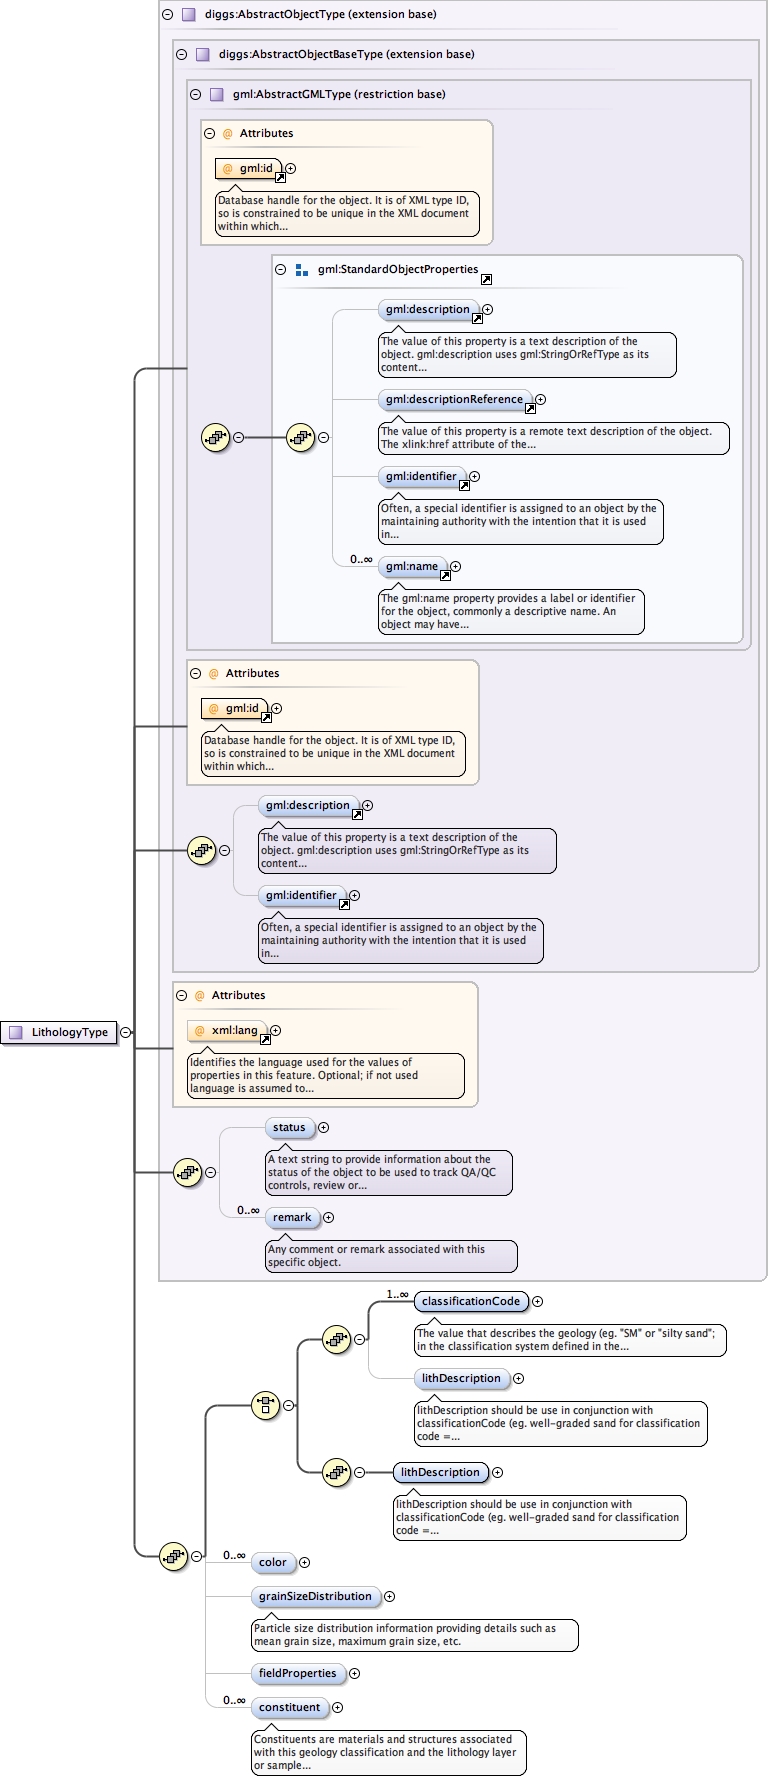 diggs:AbstractObjectType (extension base)
diggs:AbstractObjectBaseType (extension base)
gml:AbstractGMLType (restriction base)
@ Attributes
@ gml:id
Database handle for the object. It is of XML type ID,
so is constrained to be unique in the XML document
within which...
gml:StandardObjectProperties
gml:description
The value of this property is a text description of the
object. gml:description uses gml:StringOrRefType as its
content...
gml:descriptionReference
The value of this property is a remote text description of the object.
The xlink:href attribute of the...
gml:identifier
Often, a special identifier is assigned to an object by the
maintaining authority with the intention that it is used
in...
0..∞
gml:name
The gml:name property provides a label or identifier
for the object, commonly a descriptive name. An
object may have...
@ Attributes
@ gml:id
Database handle for the object. It is of XML type ID,
so is constrained to be unique in the XML document
within which...
gml:description
The value of this property is a text description of the
object. gml:description uses gml:StringOrRefType as its
content...
gml:identifier
Often, a special identifier is assigned to an object by the
maintaining authority with the intention that it is used
in...
@ Attributes
LithologyType
@ xml:lang
Identifies the language used for the values of
properties in this feature. Optional; if not used
language is assumed to...
status
A text string to provide information about the
status of the object to be used to track QA/QC
controls, review or...
0..∞
remark
Any comment or remark associated with this
specific object.
1..∞
classificationCode
The value that describes the geology (eg. "SM" or "silty sand";
in the classification system defined in the...
lithDescription
lithDescription should be use in conjunction with
classificationCode (eg. well-graded sand for classification
code =...
lithDescription
lithDescription should be use in conjunction with
classificationCode (eg. well-graded sand for classification
code =...
0..∞
color
grainSizeDistribution
Particle size distribution information providing details such as
mean grain size, maximum grain size, etc.
fieldProperties
0..∞
constituent
Constituents are materials and structures associated
with this geology classification and the lithology layer
or sample...